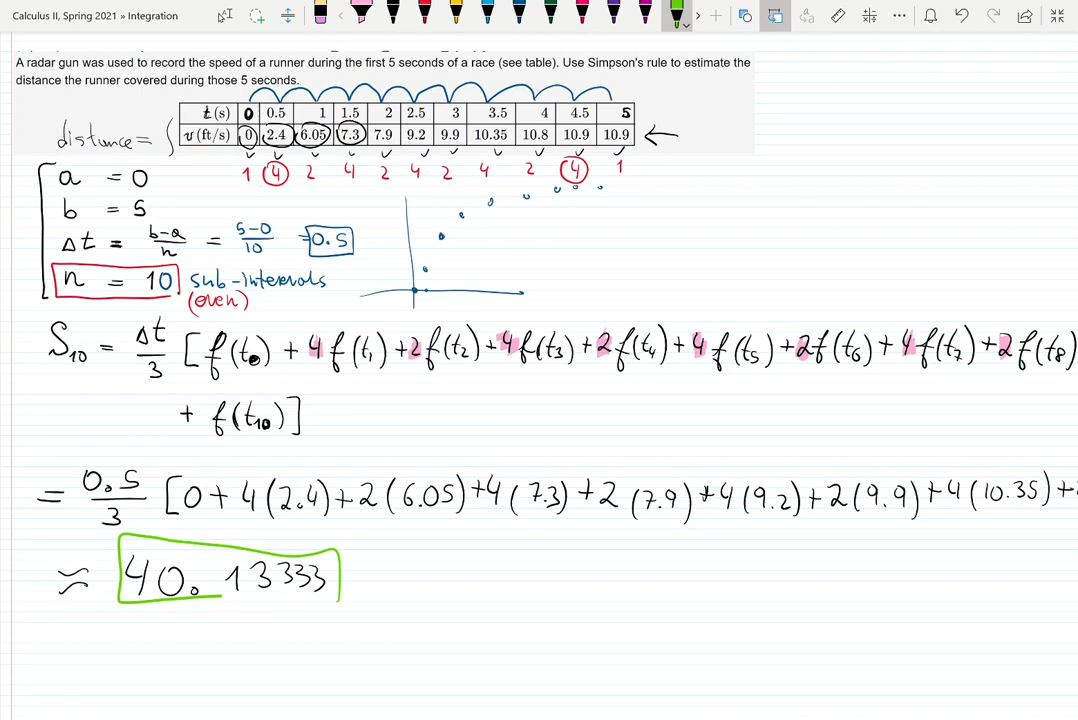 Calculus II, Spring 2021 » Integration
A radar gun was used to record the speed of a runner during the first 5 seconds of a race (see table). Use Simpson's rule to estimate the
distance the runner covered during those 5 seconds.
t (s) 0 0.5 1 1.5 2 2.5 3 3.5 4 4.5 5
distance = ∫ v (ft/s) 0 2.4 6.05 7.3 7.9 9.2 9.9 10.35 10.8 10.9 10.9
1 4 2 4 2 4 2 4 2 4 1
a = 0
b = 5
Δt = b-a/n = 5-0/10 = 0.5
n = 10 sub-intervals
(even)
S10 = Δt/3 [f(t0) + 4f(t1) + 2f(t2) + 4f(t3) + 2f(t4) + 4f(t5) + 2f(t6) + 4f(t7) + 2f(t8)
+ f(t10)]
= 0.5/3 [0 + 4(2.4) + 2(6.05) + 4(7.3) + 2(7.9) + 4(9.2) + 2(9.9) + 4(10.35) +
≈ 40.13333